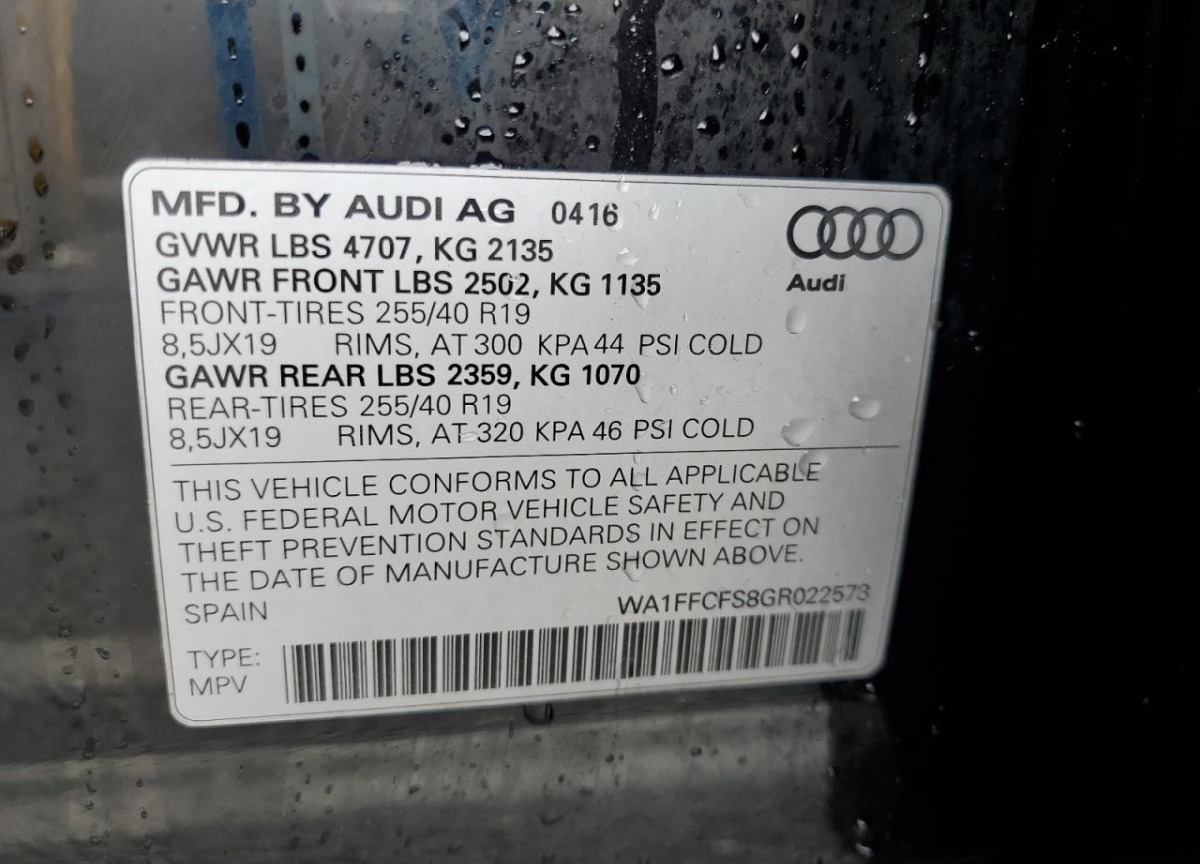 MFD. BY AUDI AG 0416
GVWR LBS 4707, KG 2135
GAWR FRONT LBS 2502, KG 1135
FRONT-TIRES 255/40 R19
8,5JX19 RIMS, AT 300 KPA 44 PSI COLD
GAWR REAR LBS 2359, KG 1070
REAR-TIRES 255/40 R19
8,5JX19 RIMS, AT 320 KPA 46 PSI COLD
Audi
THIS VEHICLE CONFORMS TO ALL APPLICABLE
U.S. FEDERAL MOTOR VEHICLE SAFETY AND
THEFT PREVENTION STANDARDS IN EFFECT ON
THE DATE OF MANUFACTURE SHOWN ABOVE.
SPAIN WA1FFCFS8GR022573
TYPE:
MPV